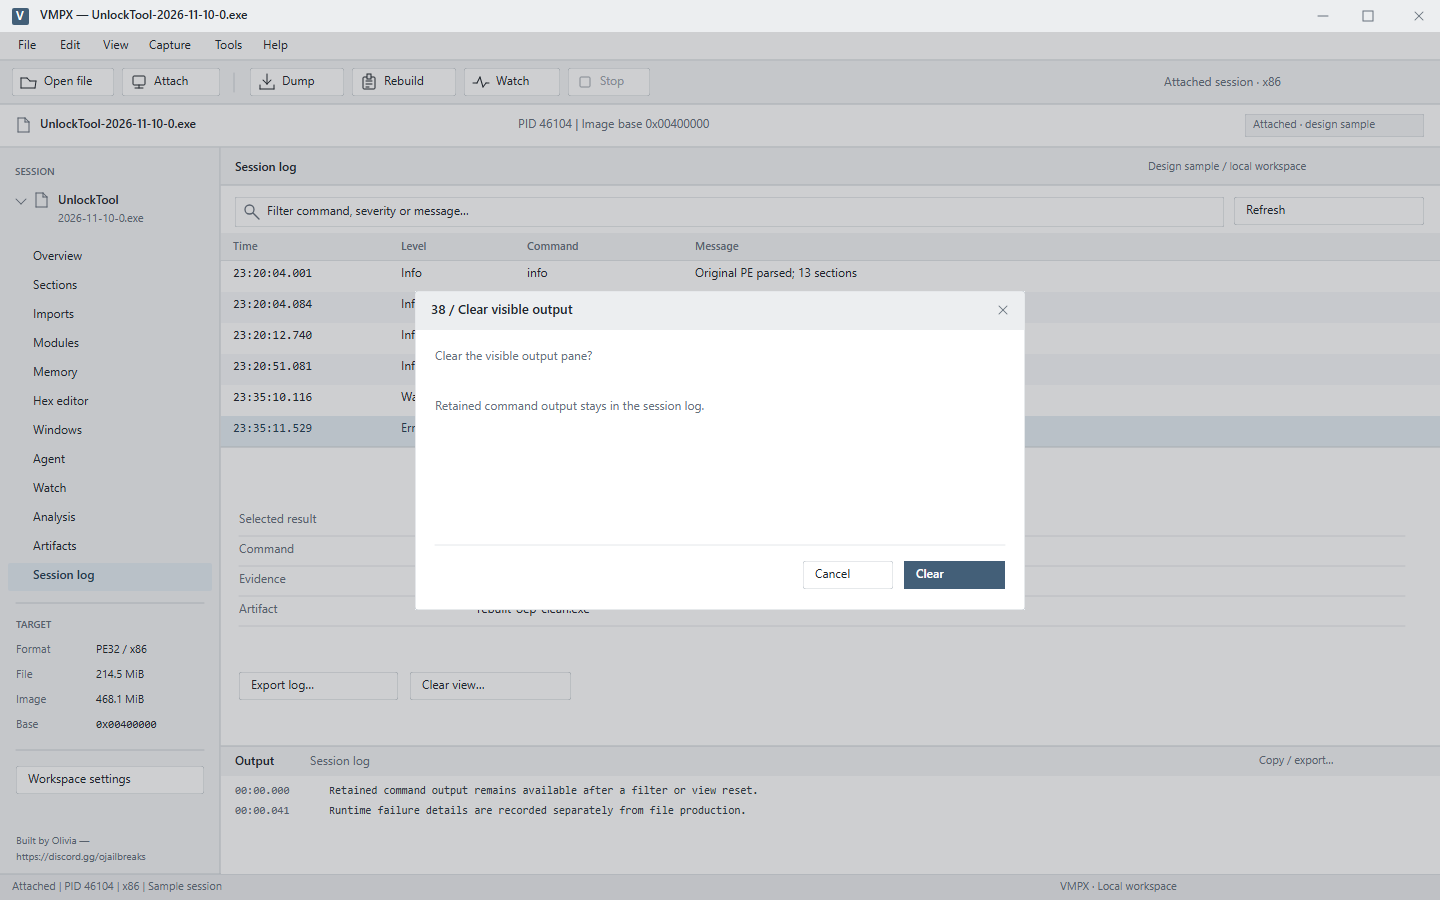 VMPX — UnlockTool-2026-11-10-0.exe
File Edit View Capture Tools Help
Open file Attach Dump Rebuild Watch Stop Attached session · x86
UnlockTool-2026-11-10-0.exe PID 46104 | Image base 0x00400000 Attached · design sample
SESSION
UnlockTool
2026-11-10-0.exe
Overview
Sections
Imports
Modules
Memory
Hex editor
Windows
Agent
Watch
Analysis
Artifacts
Session log
TARGET
Format PE32 / x86
File 214.5 MiB
Image 468.1 MiB
Base 0x00400000
Workspace settings
Built by Olivia —
https://discord.gg/ojailbreaks
Session log Design sample / local workspace
Filter command, severity or message... Refresh
Time Level Command Message
23:20:04.001 Info info Original PE parsed; 13 sections
23:20:04.084 Inf
23:20:12.740 Inf
23:20:51.081 Inf
23:35:10.116 Wa
23:35:11.529 Err
38 / Clear visible output
Clear the visible output pane?
Retained command output stays in the session log.
Cancel Clear
Selected result
Command
Evidence
Artifact
Export log... Clear view...
Output Session log Copy / export...
00:00.000 Retained command output remains available after a filter or view reset.
00:00.041 Runtime failure details are recorded separately from file production.
Attached | PID 46104 | x86 | Sample session VMPX · Local workspace